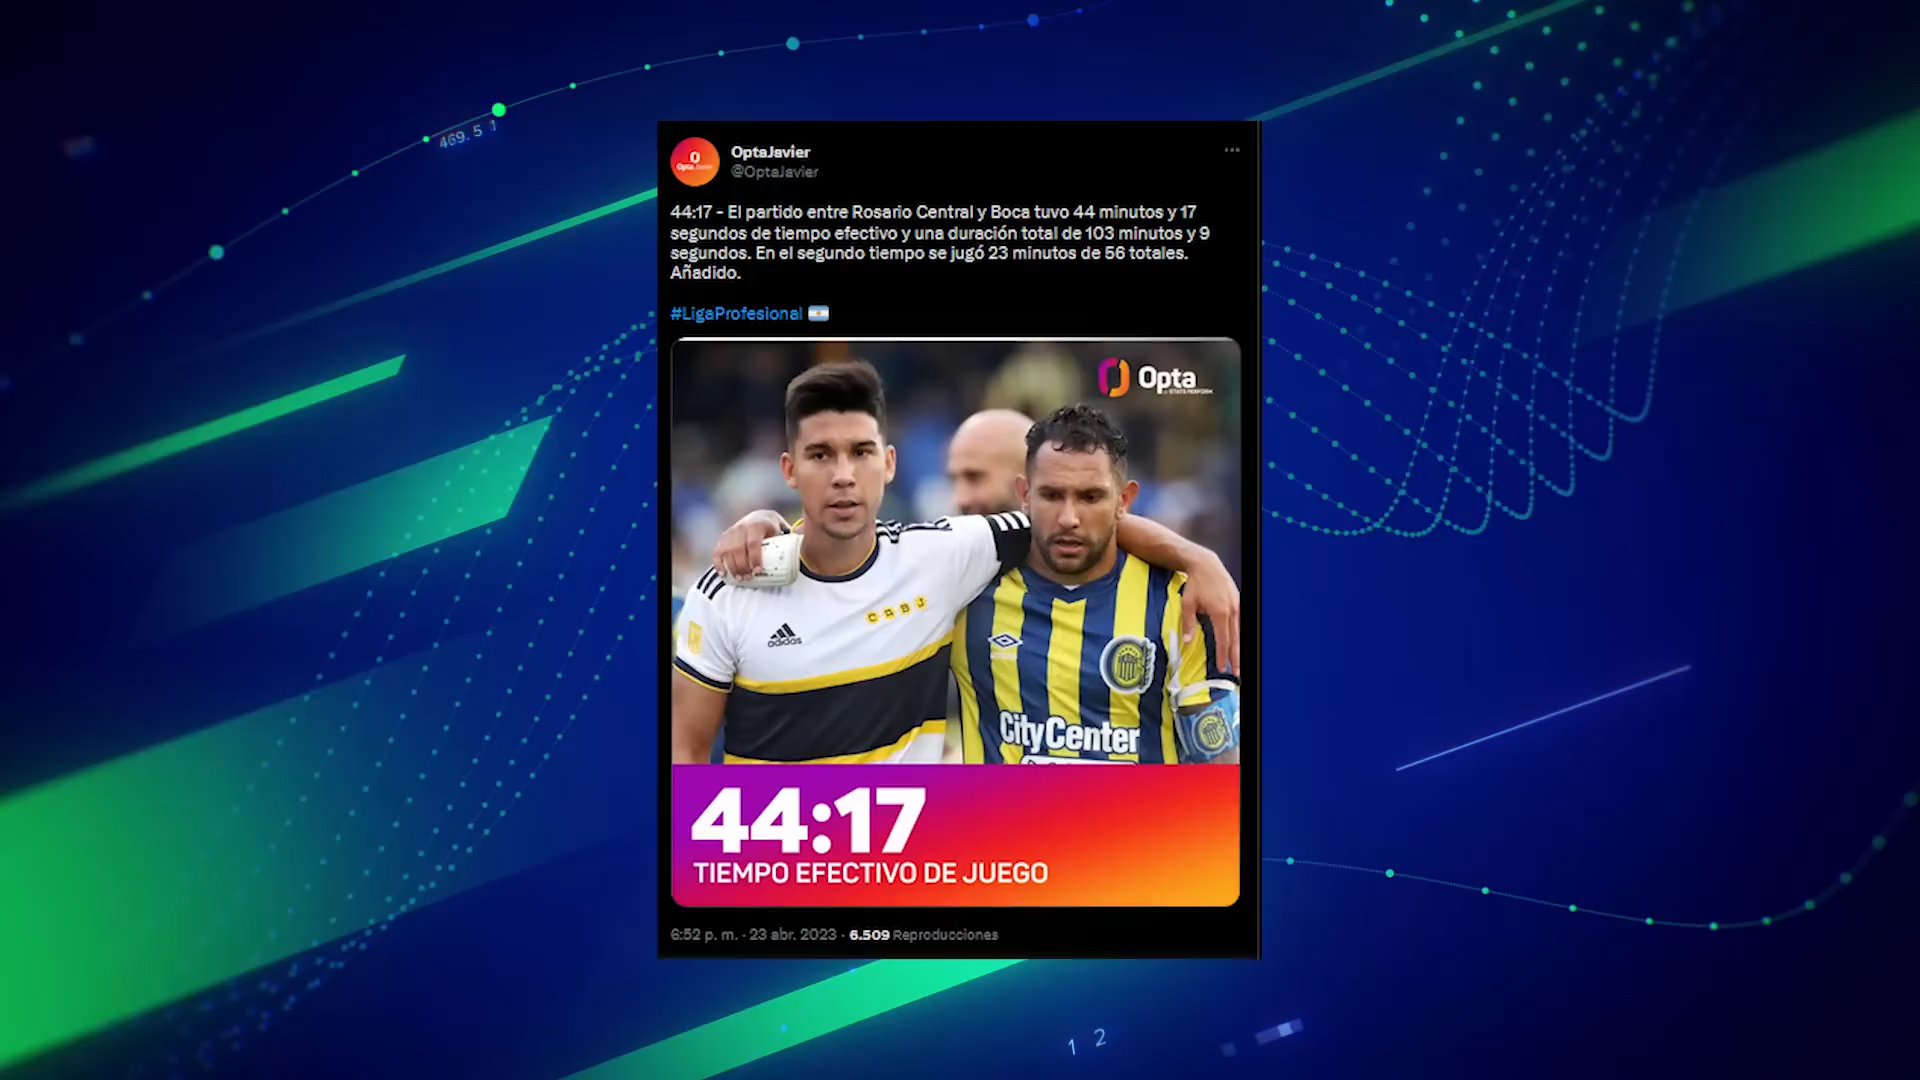 469. 5 1
OptaJavier
@OptaJavier
44:17 - El partido entre Rosario Central y Boca tuvo 44 minutos y 17
segundos de tiempo efectivo y una duración total de 103 minutos y 9
segundos. En el segundo tiempo se jugó 23 minutos de 56 totales.
Añadido.
#LigaProfesional
Opta
BY STATS PERFORM
CABJ
adidas
CityCenter
44:17
TIEMPO EFECTIVO DE JUEGO
6:52 p. m. · 23 abr. 2023 · 6.509 Reproducciones
1 2